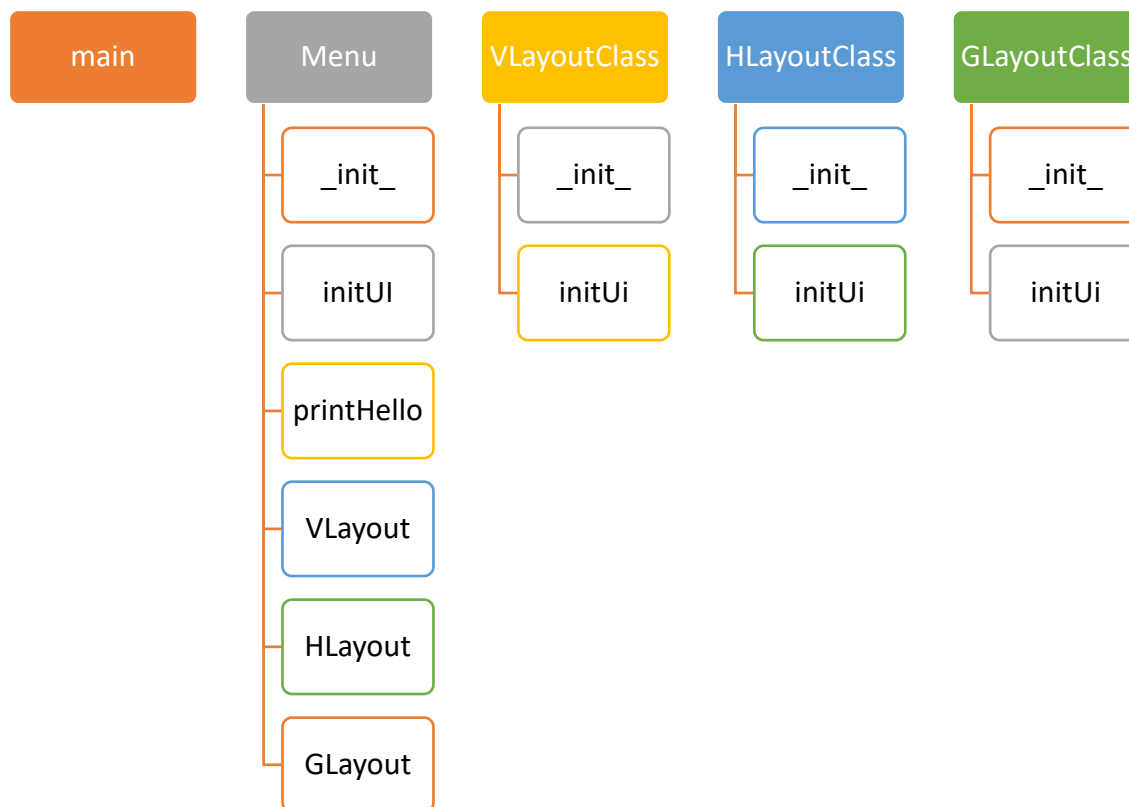 main
Menu
VLayoutClass
HLayoutClass
GLayoutClass
_init_
_init_
_init_
_init_
initUI
initUi
initUi
initUi
printHello
VLayout
HLayout
GLayout